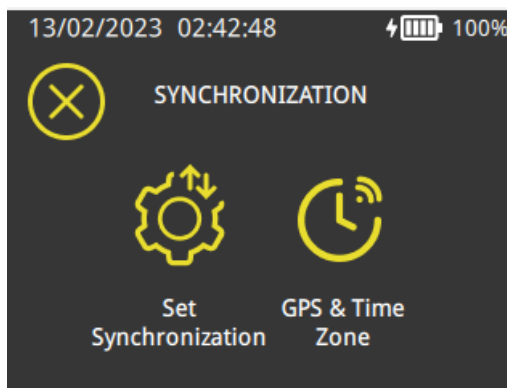 13/02/2023 02:42:48 100%
SYNCHRONIZATION
Set
Synchronization
GPS & Time
Zone